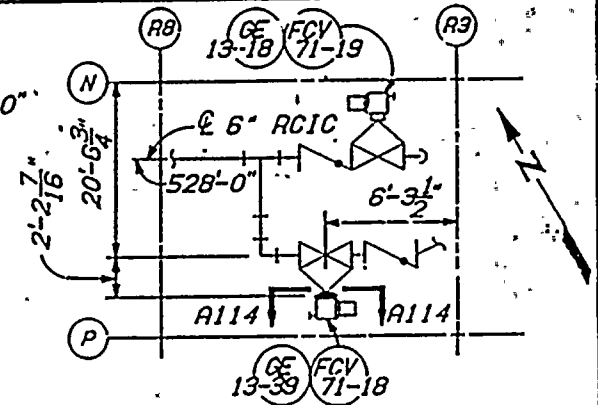 R8
GE 13-18
FCV 71-19
R3
N
0"
℄ 6" RCIC
528'-0"
20'-6 3/4"
2'-2 7/16"
6'-3 1/2"
N
A114
A114
P
GE 13-39
FCV 71-18